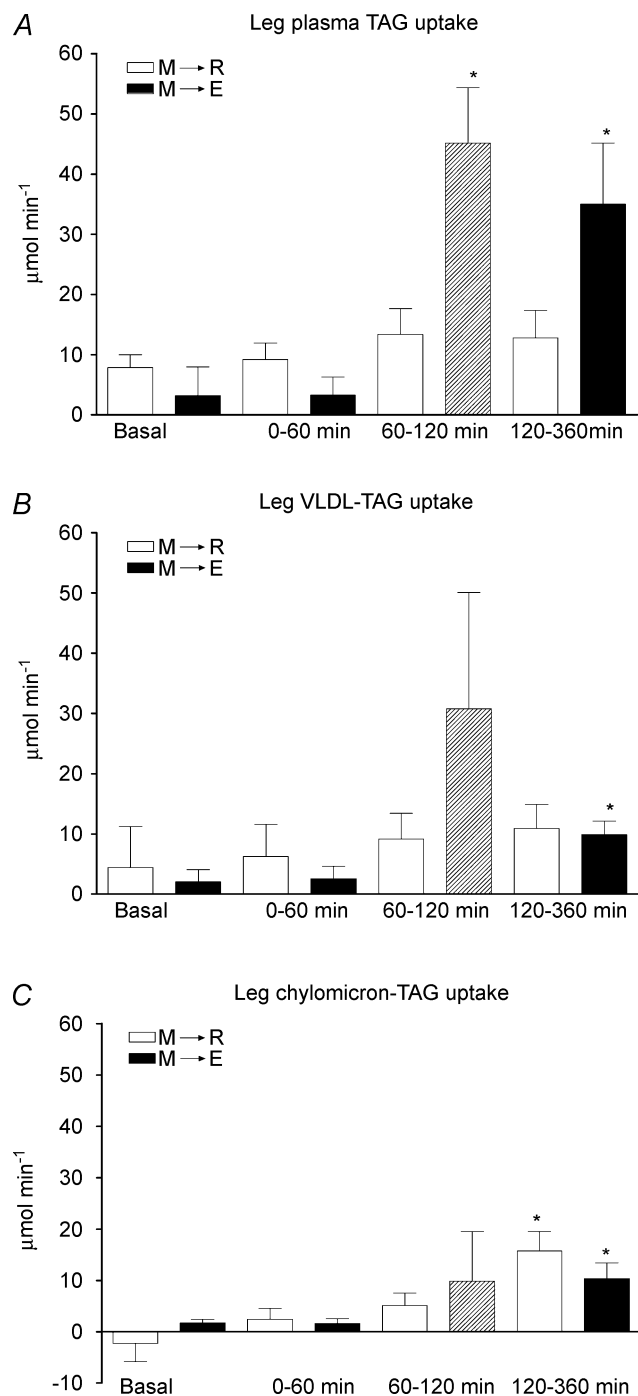 A
Leg plasma TAG uptake
60
M → R
M → E
50
40
30
20
10
0
μmol min-1
*
*
Basal 0-60 min 60-120 min 120-360min
B
Leg VLDL-TAG uptake
60
M → R
M → E
50
40
30
20
10
0
μmol min-1
*
Basal 0-60 min 60-120 min 120-360 min
C
Leg chylomicron-TAG uptake
60
M → R
M → E
50
40
30
20
10
0
-10
μmol min-1
*
*
Basal 0-60 min 60-120 min 120-360 min